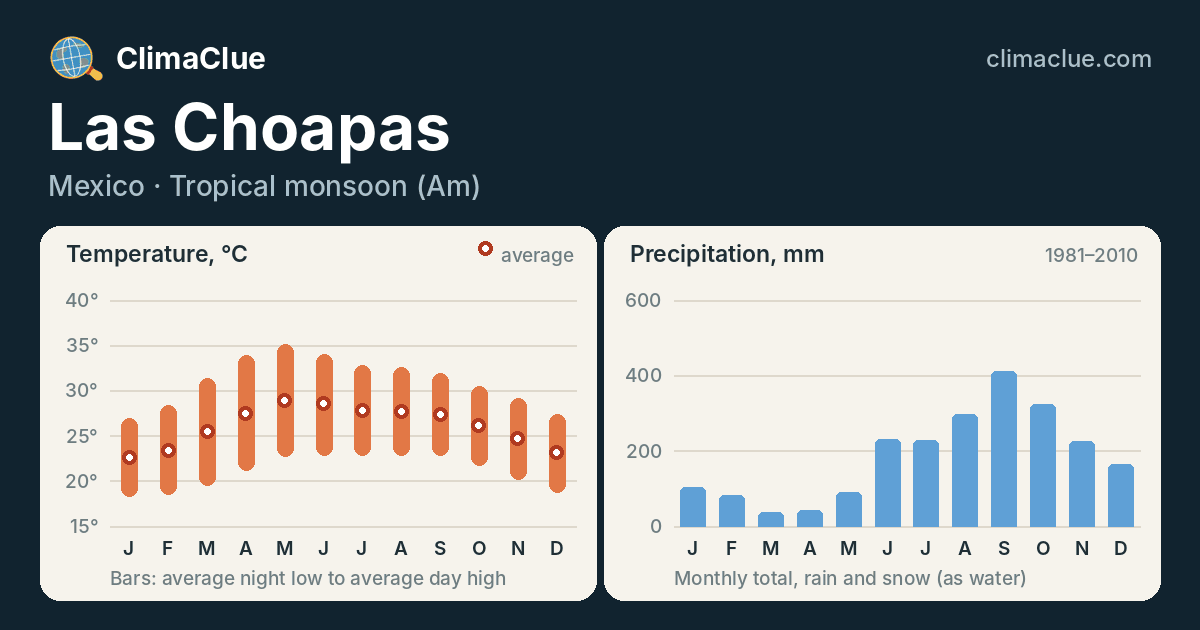 ClimaClue
climaclue.com
Las Choapas
Mexico · Tropical monsoon (Am)
Temperature, °C
average
40°
35°
30°
25°
20°
15°
J F M A M J J A S O N D
Bars: average night low to average day high
Precipitation, mm
1981–2010
600
400
200
0
J F M A M J J A S O N D
Monthly total, rain and snow (as water)